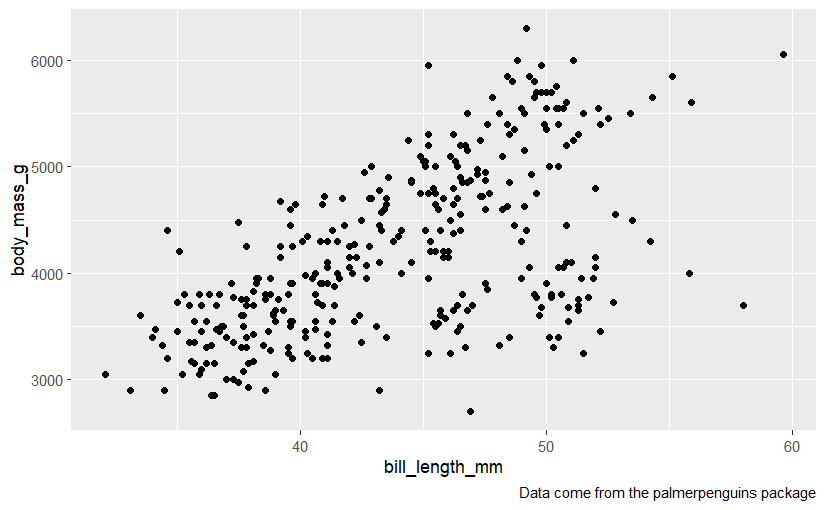 body_mass_g
6000
5000
4000
3000
40
50
60
bill_length_mm
Data come from the palmerpenguins package